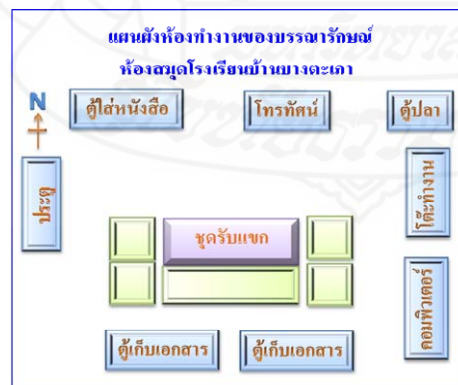 แผนผังห้องทำงานของบรรณารักษณ์
ห้องสมุดโรงเรียนบ้านบางตะเภา
N
ตู้ใส่หนังสือ
โทรทัศน์
ตู้ปลา
ประตู
โต๊ะทำงาน
ชุดรับแขก
คอมพิวเตอร์
ตู้เก็บเอกสาร
ตู้เก็บเอกสาร